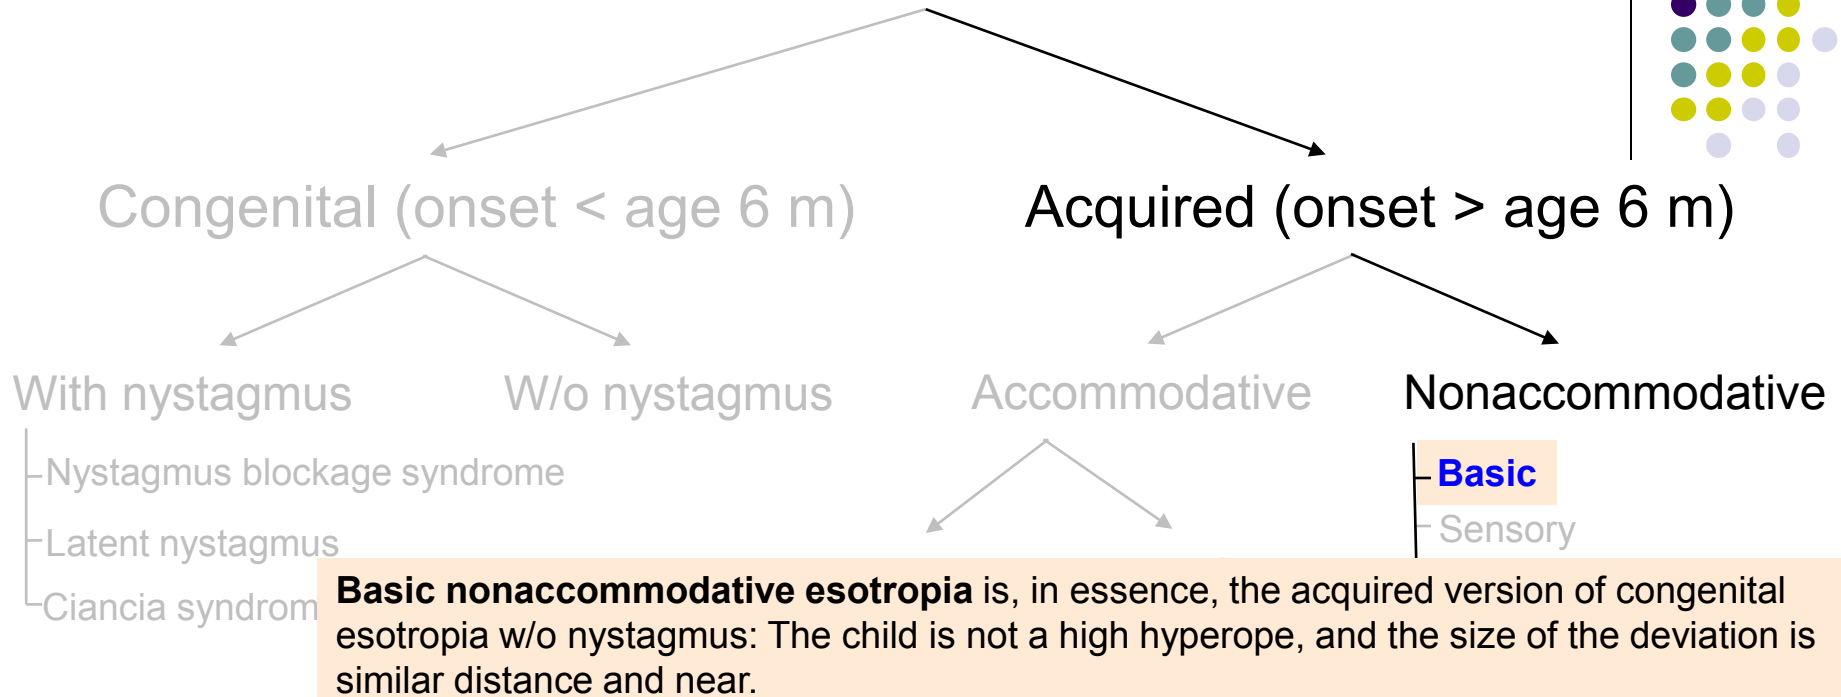 Congenital (onset < age 6 m)
Acquired (onset > age 6 m)
With nystagmus
W/o nystagmus
Accommodative
Nonaccommodative
Nystagmus blockage syndrome
Latent nystagmus
Ciancia syndrom
Basic
Sensory
Basic nonaccommodative esotropia is, in essence, the acquired version of congenital
esotropia w/o nystagmus: The child is not a high hyperope, and the size of the deviation is
similar distance and near.